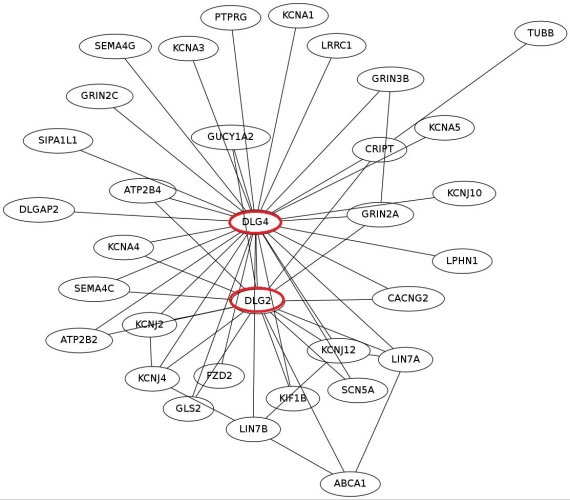 PTPRG
KCNA1
TUBB
SEMA4G
KCNA3
LRRC1
GRIN3B
GRIN2C
KCNA5
GUCY1A2
SIPA1L1
CRIPT
ATP2B4
KCNJ10
DLGAP2
GRIN2A
DLG4
KCNA4
LPHN1
SEMA4C
DLG2
CACNG2
KCNJ2
ATP2B2
KCNJ12
LIN7A
KCNJ4
FZD2
SCN5A
KIF1B
GLS2
LIN7B
ABCA1